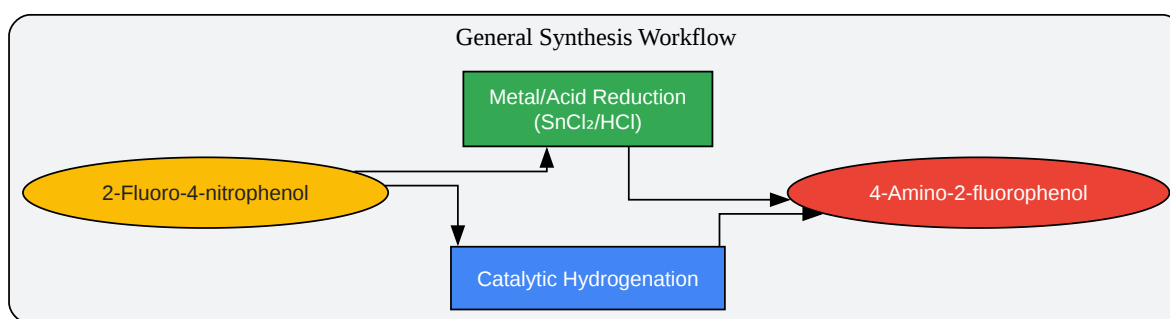 General Synthesis Workflow
Metal/Acid Reduction
(SnCl₂/HCl)
2-Fluoro-4-nitrophenol
4-Amino-2-fluorophenol
Catalytic Hydrogenation